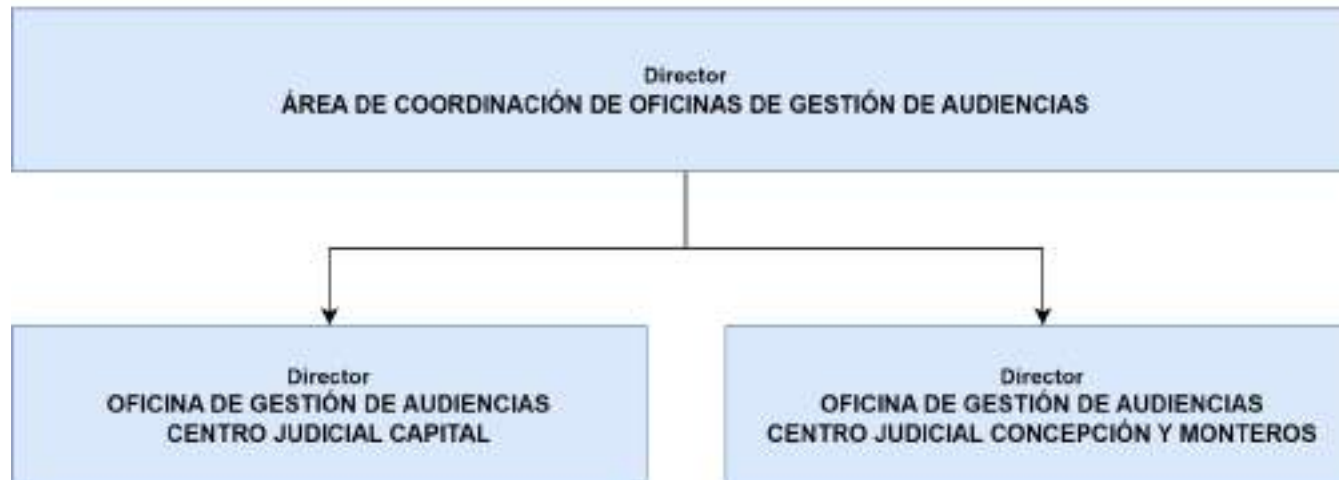 Director
ÁREA DE COORDINACIÓN DE OFICINAS DE GESTIÓN DE AUDIENCIAS
Director
OFICINA DE GESTIÓN DE AUDIENCIAS
CENTRO JUDICIAL CAPITAL
Director
OFICINA DE GESTIÓN DE AUDIENCIAS
CENTRO JUDICIAL CONCEPCIÓN Y MONTEROS